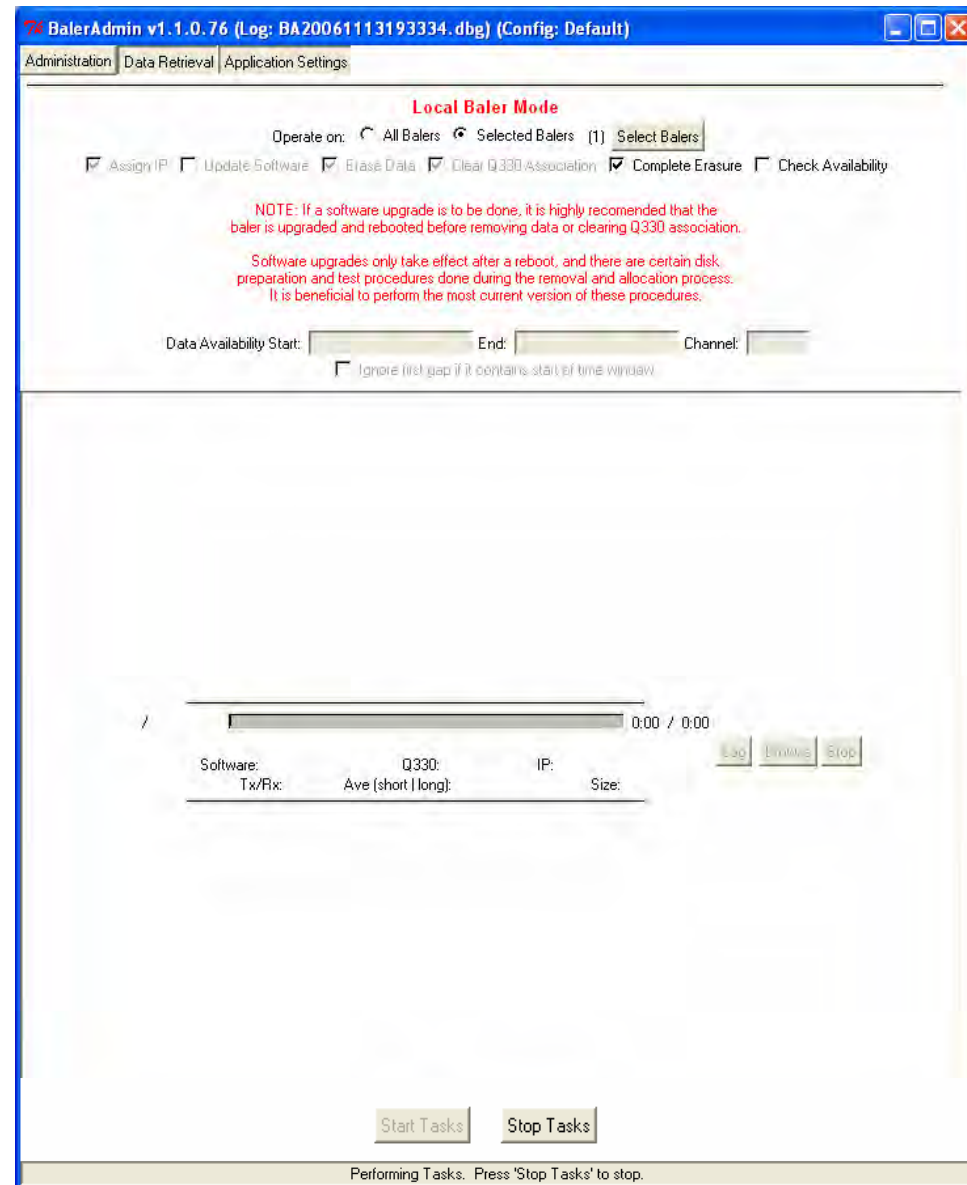 BalerAdmin v1.1.0.76 (Log: BA20061113193334.dbg) (Config: Default)
Administration Data Retrieval Application Settings
Local Baler Mode
Operate on: All Balers Selected Balers (1) Select Balers
Assign IP Update Software Erase Data Clear Q330 Association Complete Erasure Check Availability
NOTE: If a software upgrade is to be done, it is highly recomended that the
baler is upgraded and rebooted before removing data or clearing Q330 association.
Software upgrades only take effect after a reboot, and there are certain disk
preparation and test procedures done during the removal and allocation process.
It is beneficial to perform the most current version of these procedures.
Data Availability Start: End: Channel:
Ignore first gap if it contains start of time window
/ 0:00 / 0:00
Log Browse Stop
Software: Q330: IP:
Tx/Rx: Ave (short | long): Size:
Start Tasks Stop Tasks
Performing Tasks. Press 'Stop Tasks' to stop.